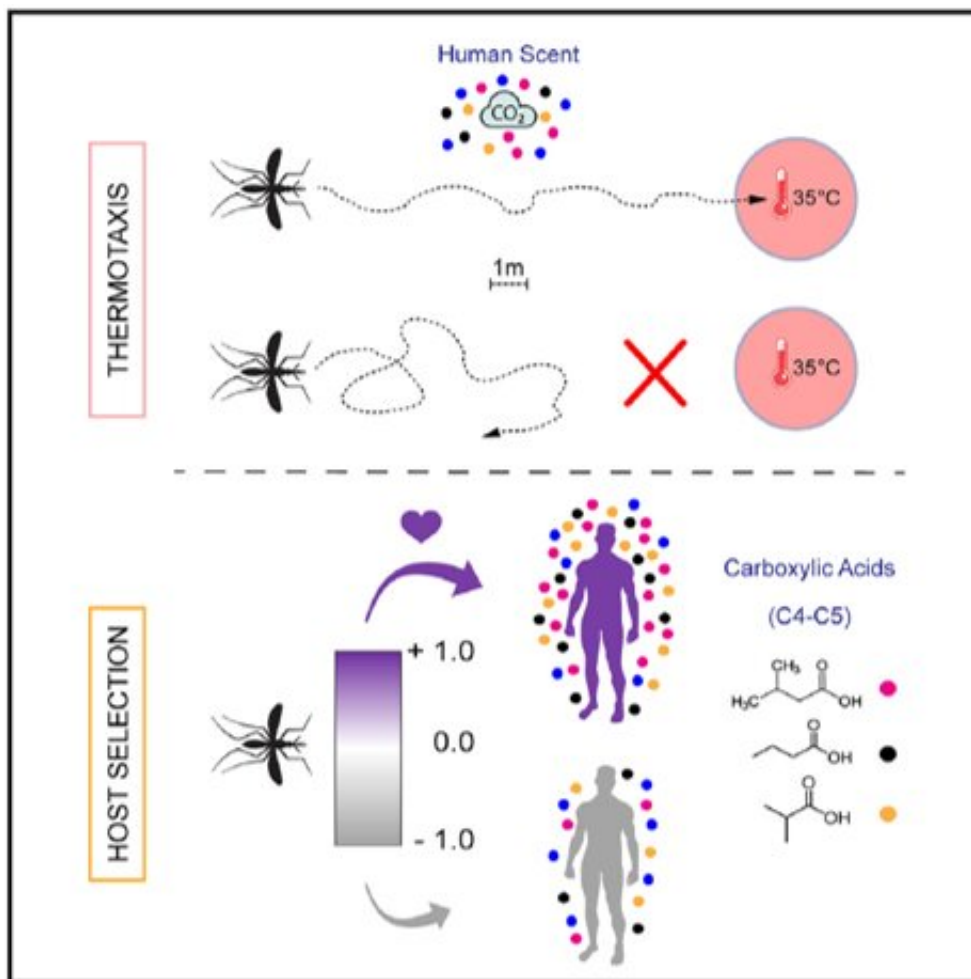 Human Scent
CO₂
THERMOTAXIS
35°C
1m
35°C
HOST SELECTION
+ 1.0
0.0
- 1.0
Carboxylic Acids
(C4-C5)
CH₃
O
H₃C
OH
O
OH
O
OH